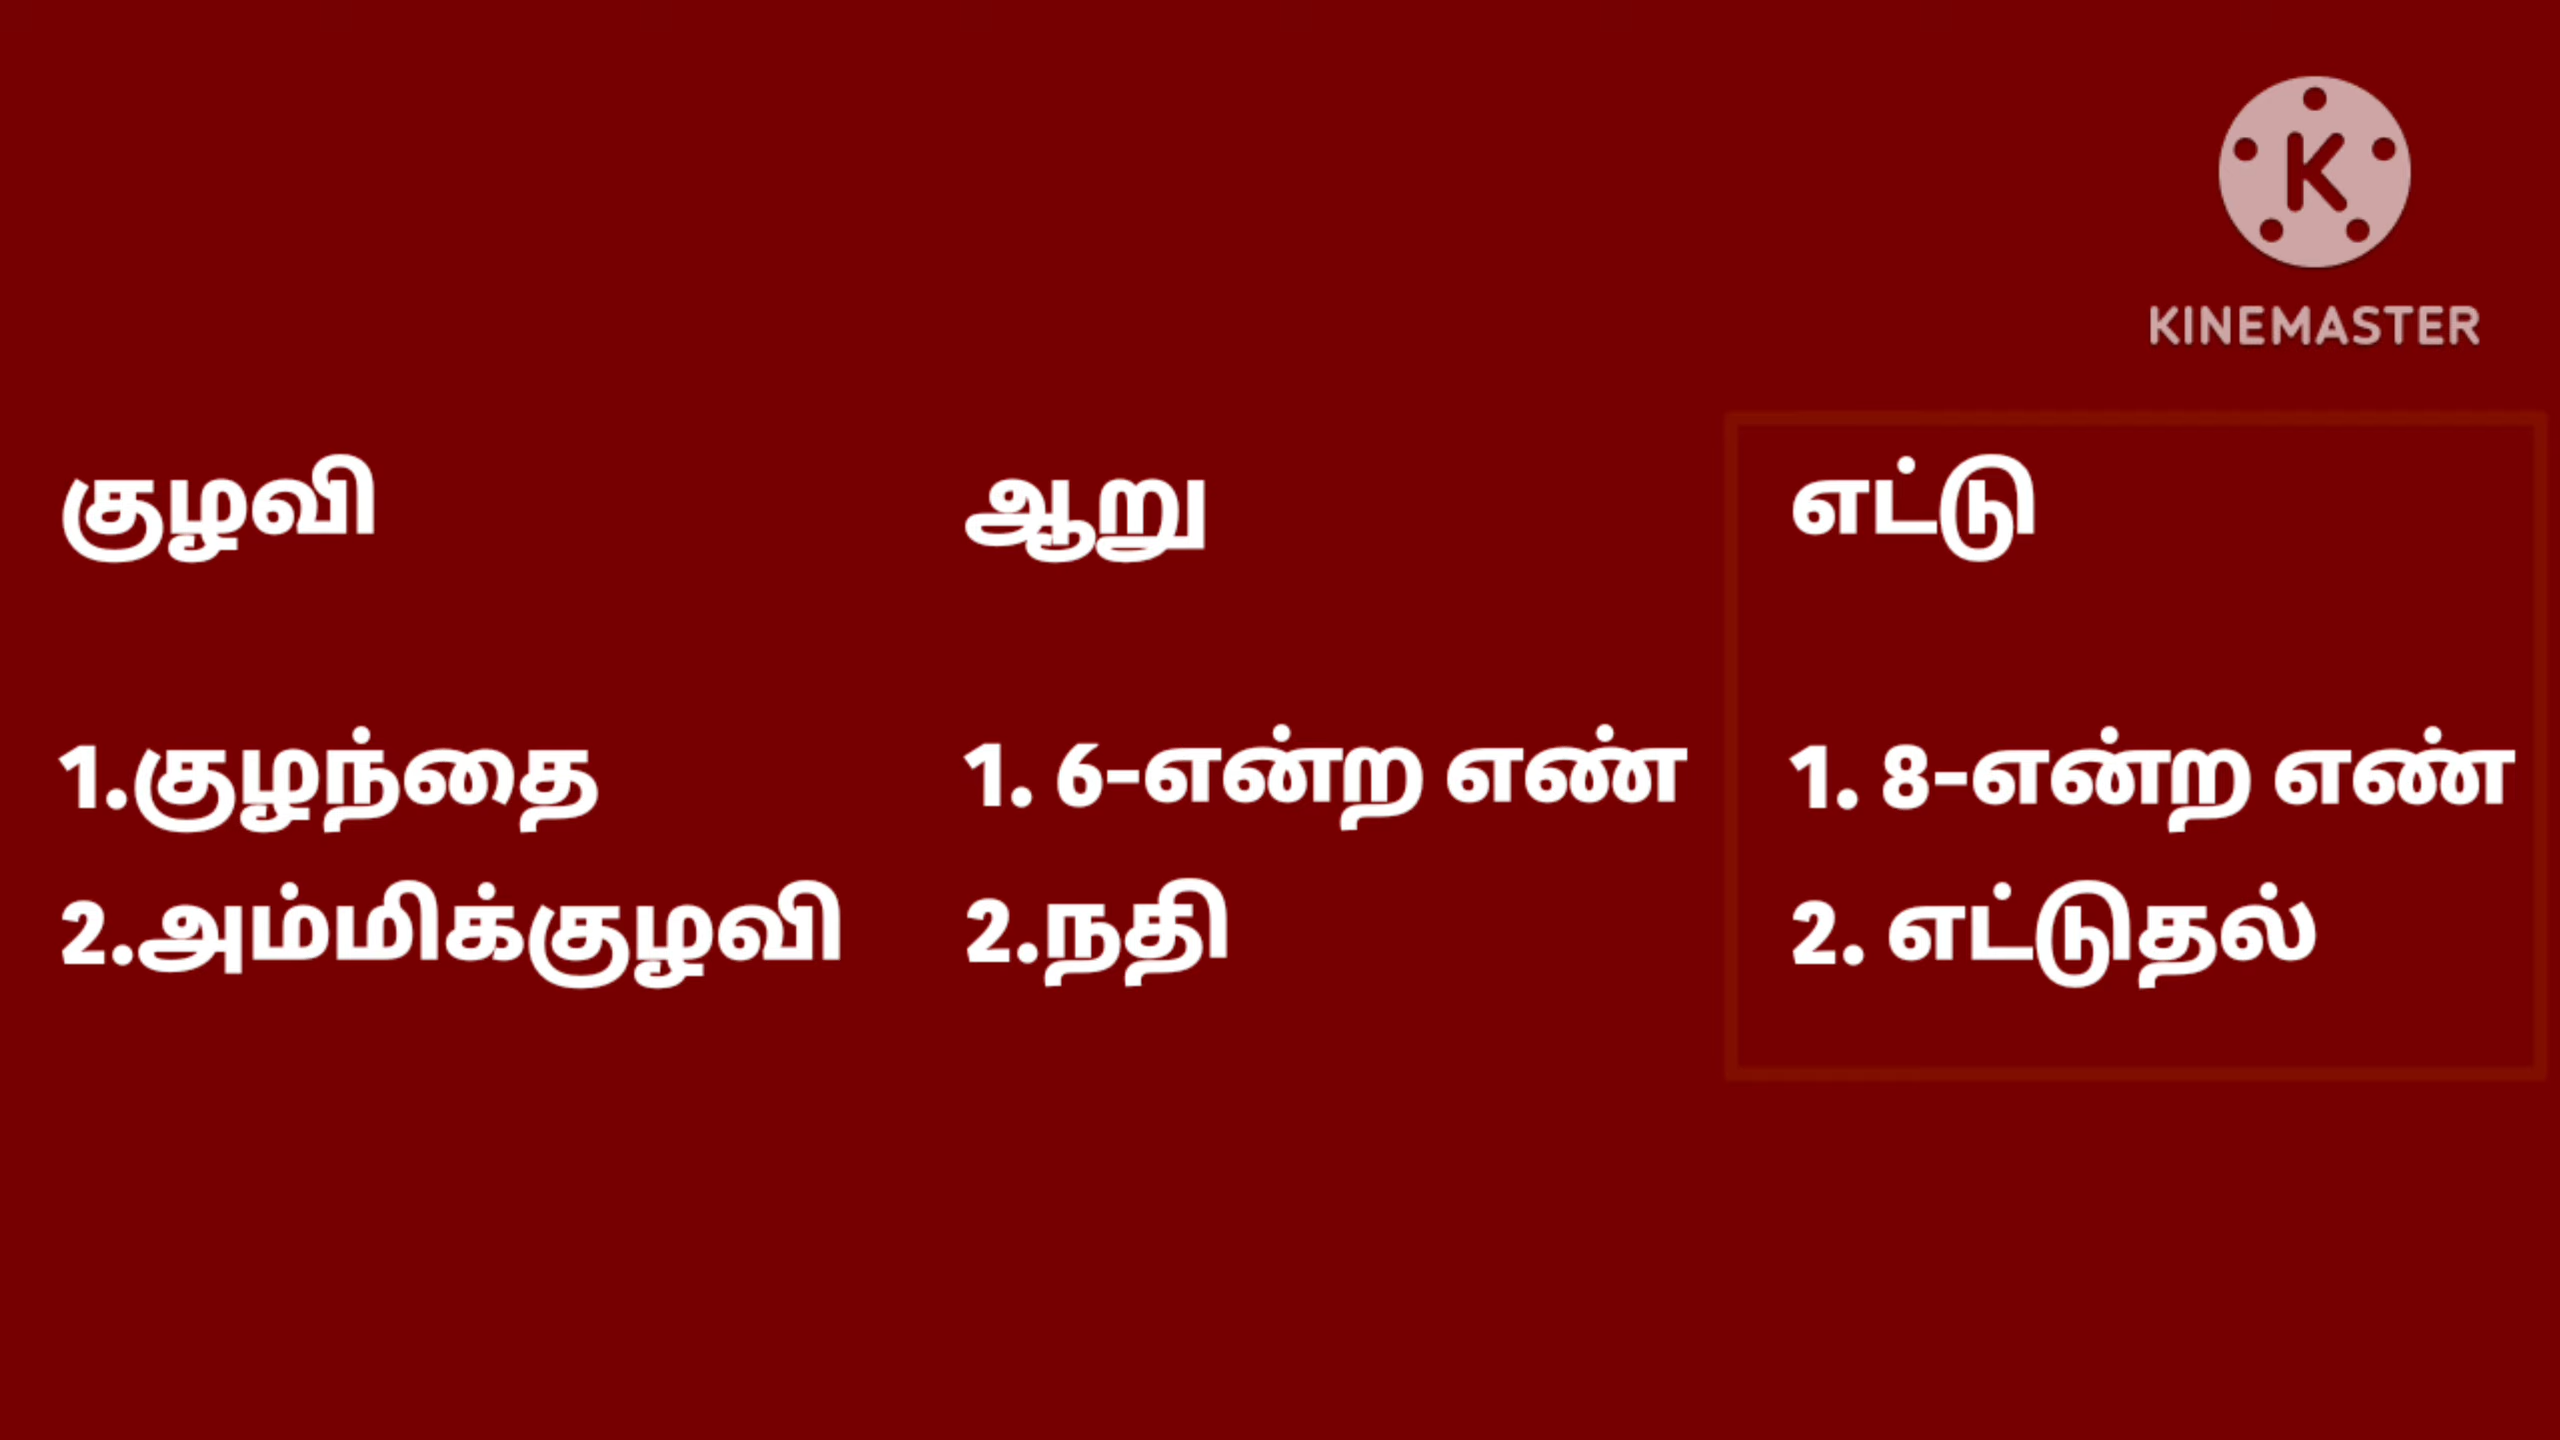 KINEMASTER
குழவி
1.குழந்தை
2.அம்மிக்குழவி
ஆறு
1. 6-என்ற எண்
2.நதி
எட்டு
1. 8-என்ற எண்
2. எட்டுதல்